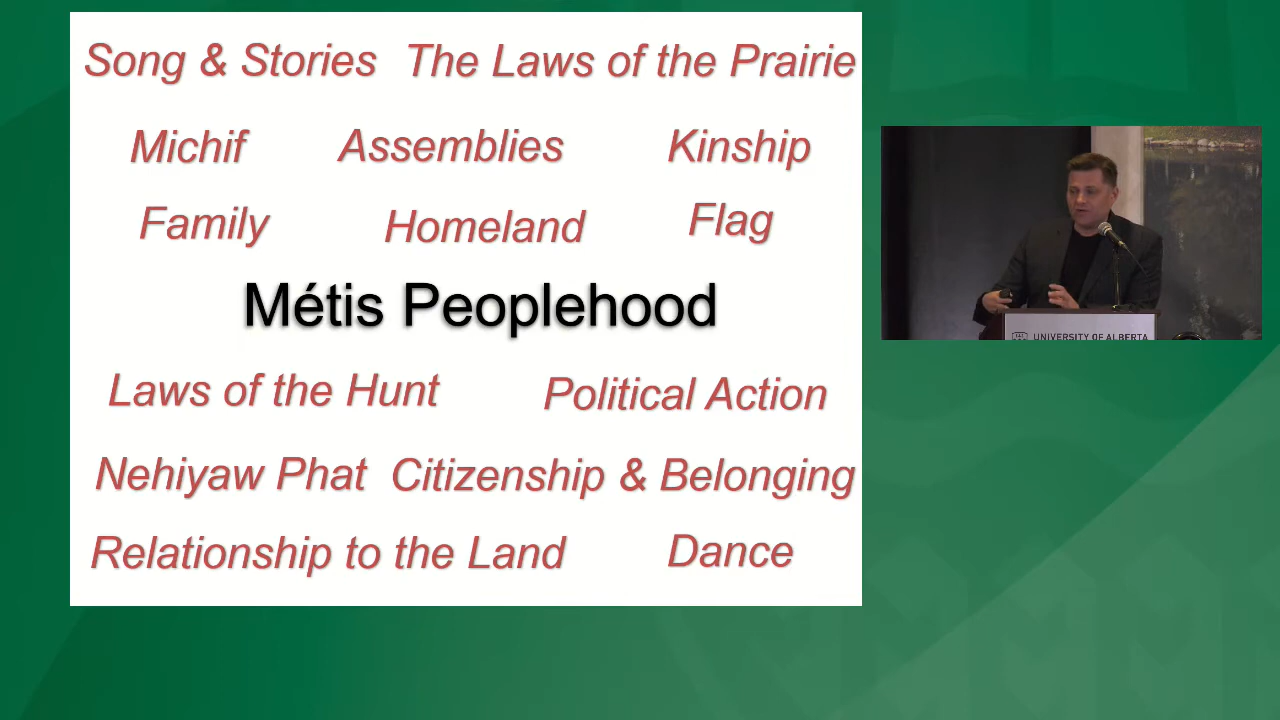 Song & Stories The Laws of the Prairie
Michif Assemblies Kinship
Family Homeland Flag
Métis Peoplehood
Laws of the Hunt Political Action
Nehiyaw Phat Citizenship & Belonging
Relationship to the Land Dance
UNIVERSITY OF ALBERTA